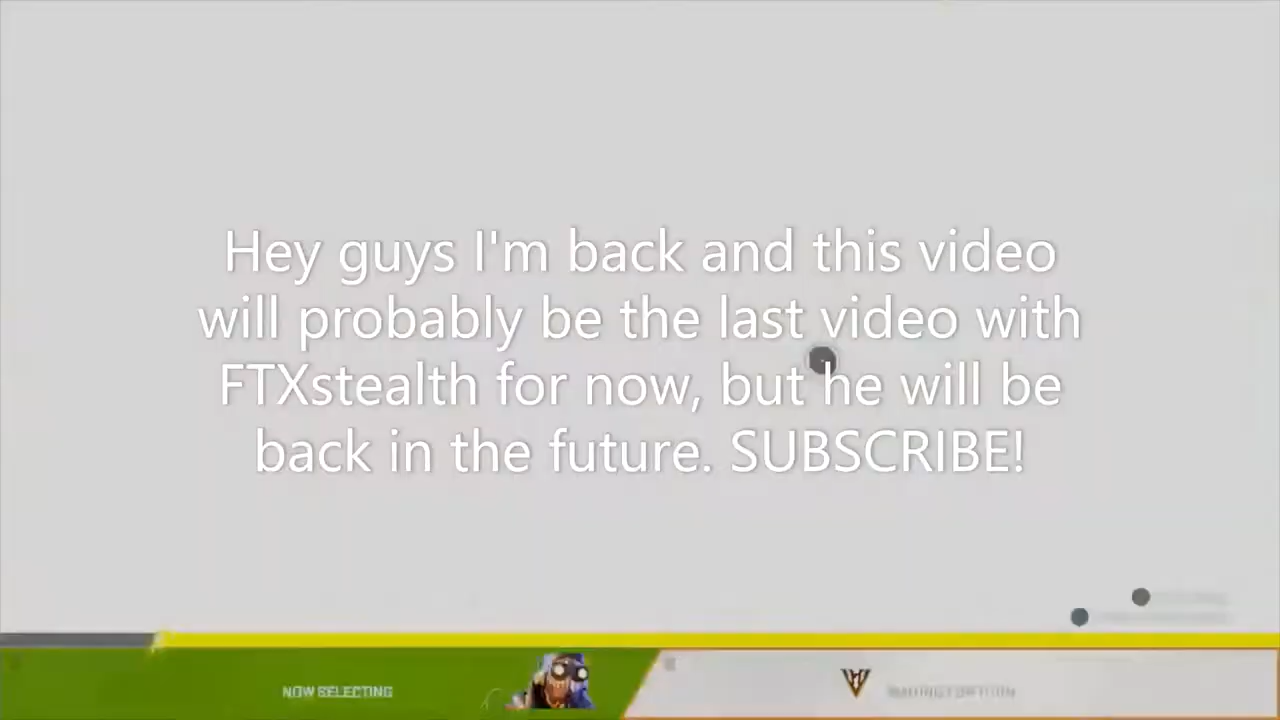 Hey guys I'm back and this video
will probably be the last video with
FTXstealth for now, but he will be
back in the future. SUBSCRIBE!
NOW SELECTING